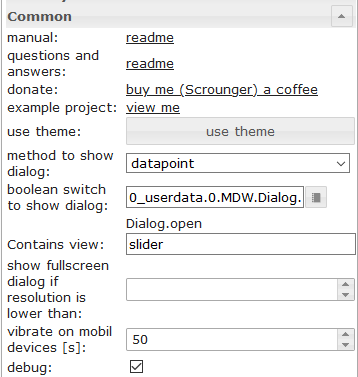 Common
manual: readme
questions and
answers: readme
donate: buy me (Scrounger) a coffee
example project: view me
use theme: use theme
method to show
dialog: datapoint
boolean switch
to show dialog: 0_userdata.0.MDW.Dialog.
Dialog.open
Contains view: slider
show fullscreen
dialog if
resolution is
lower than:
vibrate on mobil
devices [s]: 50
debug: